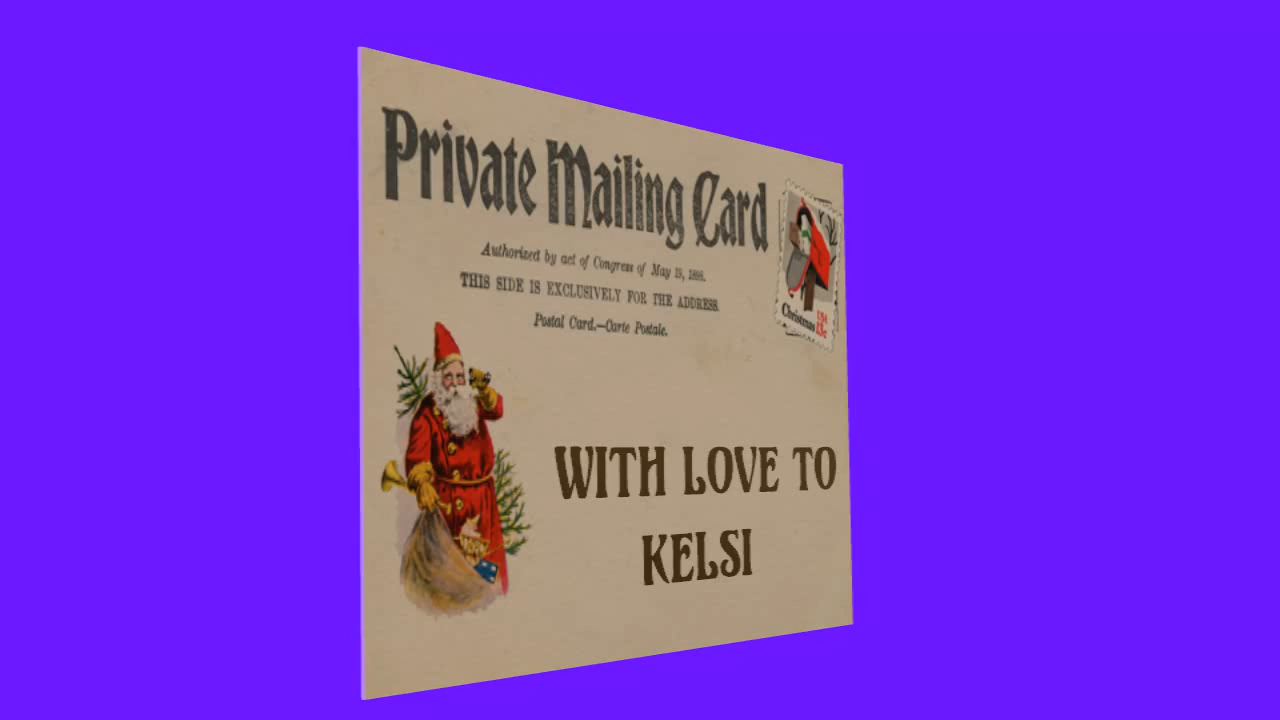 Private Mailing Card
Authorized by act of Congress of May 19, 1898.
THIS SIDE IS EXCLUSIVELY FOR THE ADDRESS.
Postal Card.—Carte Postale.
Christmas
13c
WITH LOVE TO
KELSI